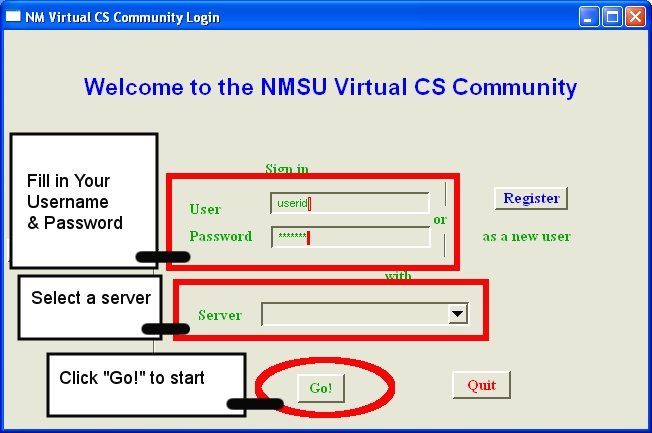 NM Virtual CS Community Login
Welcome to the NMSU Virtual CS Community
Fill in Your
Username
& Password
Sign in
User
userid
Password
*******
or
Register
as a new user
with
Select a server
Server
Click "Go!" to start
Go!
Quit